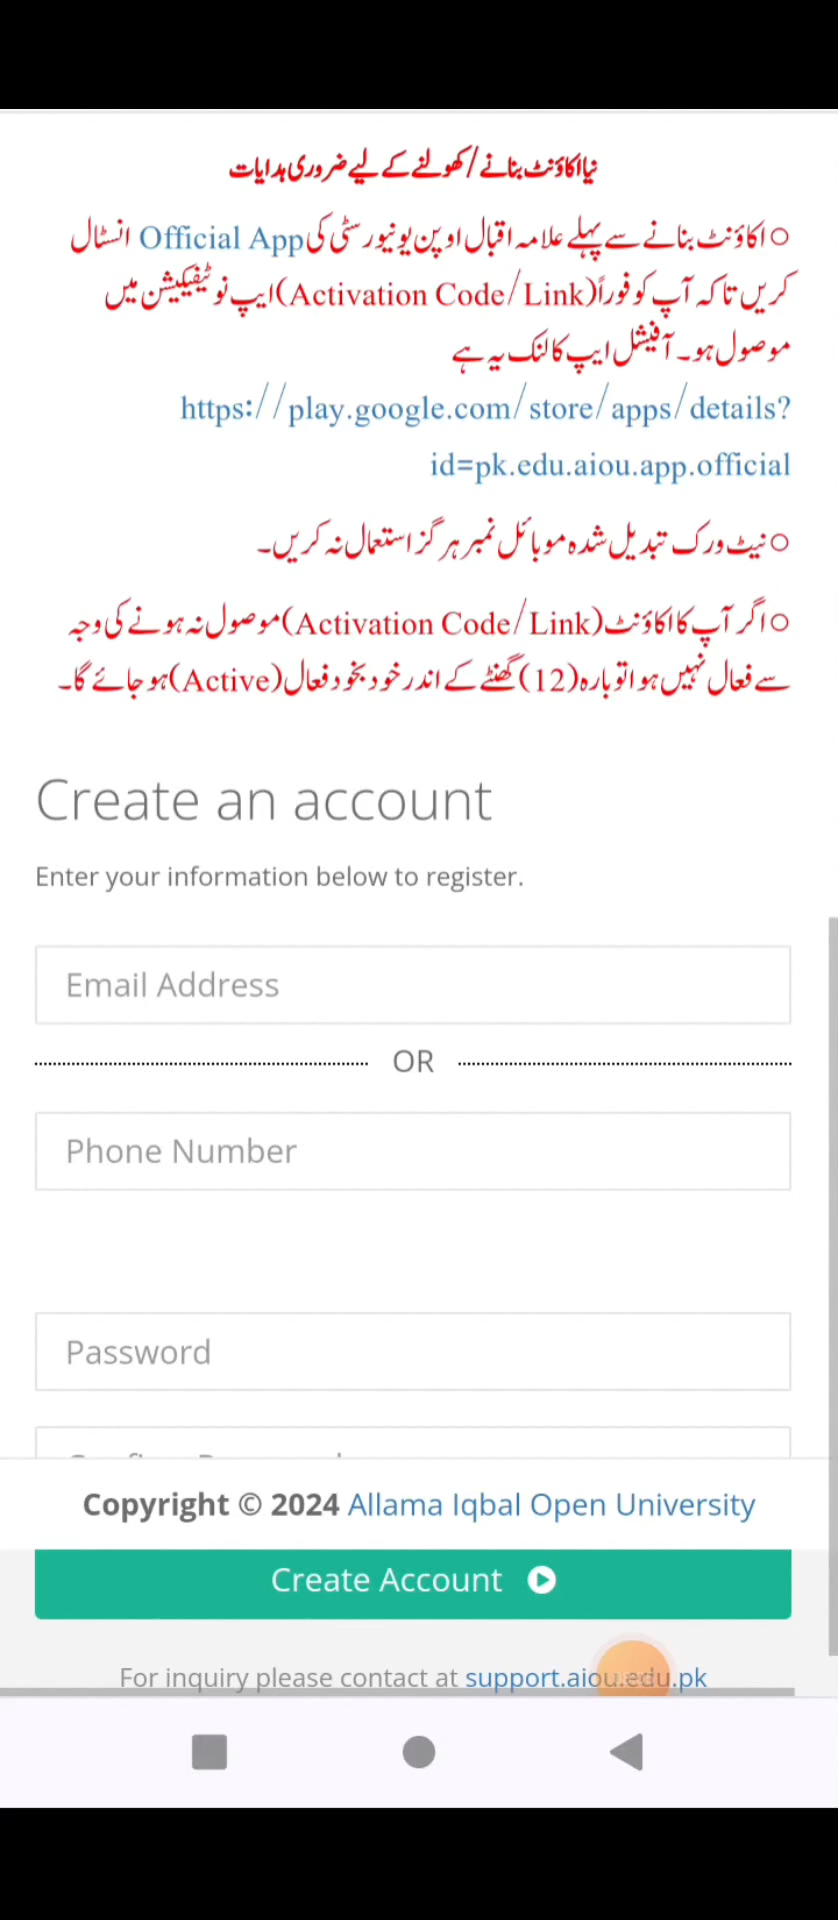 نیا اکاؤنٹ بنانے/کھولنے کے لیے ضروری ہدایات
○ اکاؤنٹ بنانے سے پہلے علامہ اقبال اوپن یونیورسٹی کی Official App انسٹال
کریں تا کہ آپ کو فوراً (Activation Code/Link) ایپ نوٹیفیکیشن میں
موصول ہو۔ آفیشل ایپ کا لنک یہ ہے
https://play.google.com/store/apps/details?
id=pk.edu.aiou.app.official
○ نیٹ ورک تبدیل شدہ موبائل نمبر ہرگز استعمال نہ کریں۔
○ اگر آپ کا اکاؤنٹ (Activation Code/Link) موصول نہ ہونے کی وجہ
سے فعال نہیں ہوا تو بارہ (12) گھنٹے کے اندر خود بخود فعال (Active) ہو جائے گا۔
Create an account
Enter your information below to register.
Email Address
OR
Phone Number
Password
Copyright © 2024 Allama Iqbal Open University
Create Account
For inquiry please contact at support.aiou.edu.pk